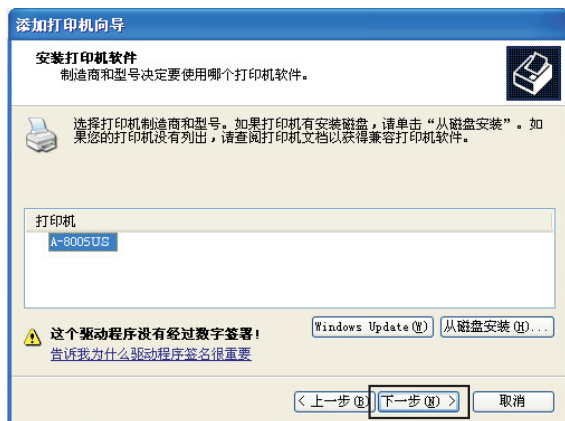 添加打印机向导
安装打印机软件
制造商和型号决定要使用哪个打印机软件。
选择打印机制造商和型号。如果打印机有安装磁盘，请单击“从磁盘安装”。如
果您的打印机没有列出，请查阅打印机文档以获得兼容打印机软件。
打印机
A-8005US
这个驱动程序没有经过数字签署！
告诉我为什么驱动程序签名很重要
Windows Update(W)
从磁盘安装(H)...
< 上一步(B)
下一步(N) >
取消